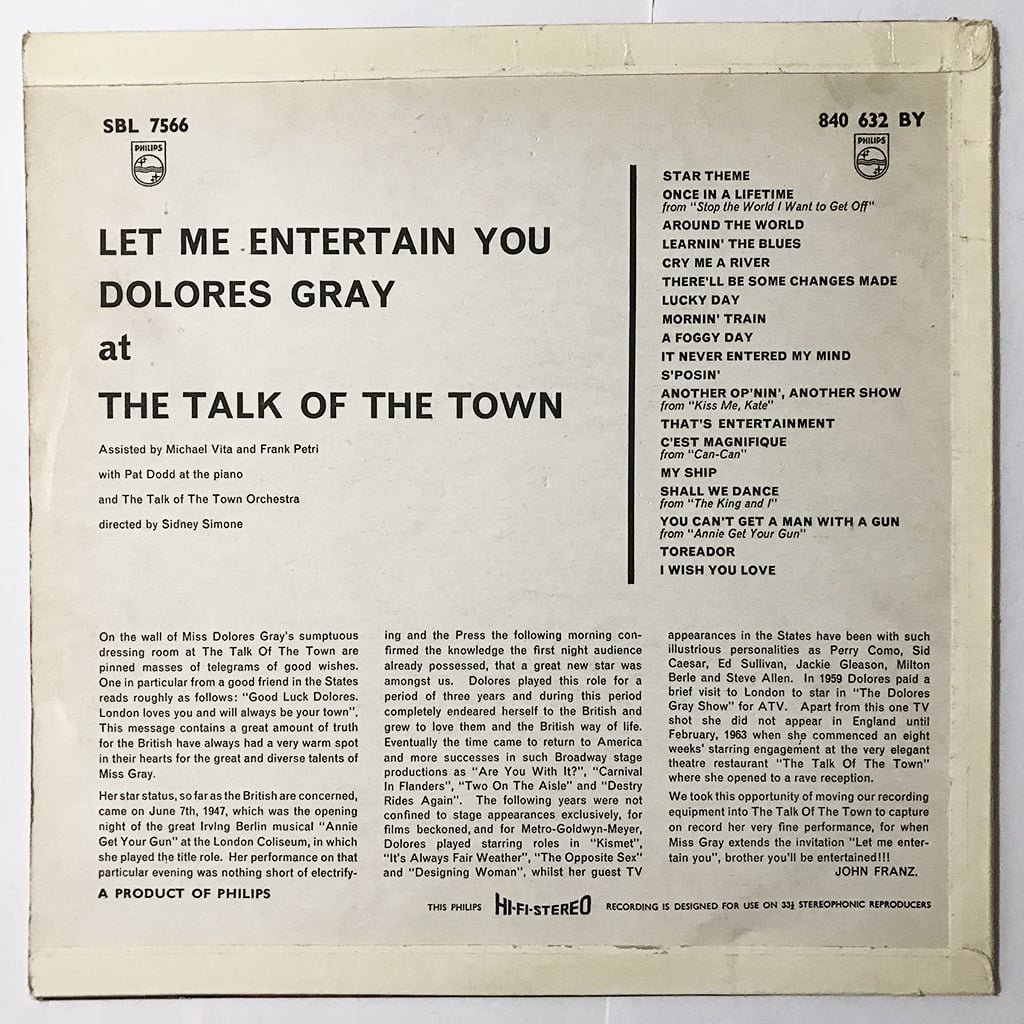 SBL 7566
840 632 BY
PHILIPS
PHILIPS
LET ME ENTERTAIN YOU
DOLORES GRAY
at
THE TALK OF THE TOWN
Assisted by Michael Vita and Frank Petri
with Pat Dodd at the piano
and The Talk of The Town Orchestra
directed by Sidney Simone
STAR THEME
ONCE IN A LIFETIME
from "Stop the World I Want to Get Off"
AROUND THE WORLD
LEARNIN' THE BLUES
CRY ME A RIVER
THERE'LL BE SOME CHANGES MADE
LUCKY DAY
MORNIN' TRAIN
A FOGGY DAY
IT NEVER ENTERED MY MIND
S'POSIN'
ANOTHER OP'NIN', ANOTHER SHOW
from "Kiss Me, Kate"
THAT'S ENTERTAINMENT
C'EST MAGNIFIQUE
from "Can-Can"
MY SHIP
SHALL WE DANCE
from "The King and I"
YOU CAN'T GET A MAN WITH A GUN
from "Annie Get Your Gun"
TOREADOR
I WISH YOU LOVE
On the wall of Miss Dolores Gray's sumptuous
dressing room at The Talk Of The Town are
pinned masses of telegrams of good wishes.
One in particular from a good friend in the States
reads roughly as follows: "Good Luck Dolores.
London loves you and will always be your town".
This message contains a great amount of truth
for the British have always had a very warm spot
in their hearts for the great and diverse talents of
Miss Gray.
Her star status, so far as the British are concerned,
came on June 7th, 1947, which was the opening
night of the great Irving Berlin musical "Annie
Get Your Gun" at the London Coliseum, in which
she played the title role. Her performance on that
particular evening was nothing short of electrify-
ing and the Press the following morning con-
firmed the knowledge the first night audience
already possessed, that a great new star was
amongst us. Dolores played this role for a
period of three years and during this period
completely endeared herself to the British and
grew to love them and the British way of life.
Eventually the time came to return to America
and more successes in such Broadway stage
productions as "Are You With It?", "Carnival
In Flanders", "Two On The Aisle" and "Destry
Rides Again". The following years were not
confined to stage appearances exclusively, for
films beckoned, and for Metro-Goldwyn-Meyer,
Dolores played starring roles in "Kismet",
"It's Always Fair Weather", "The Opposite Sex"
and "Designing Woman", whilst her guest TV
appearances in the States have been with such
illustrious personalities as Perry Como, Sid
Caesar, Ed Sullivan, Jackie Gleason, Milton
Berle and Steve Allen. In 1959 Dolores paid a
brief visit to London to star in "The Dolores
Gray Show" for ATV. Apart from this one TV
shot she did not appear in England until
February, 1963 when she commenced an eight
weeks' starring engagement at the very elegant
theatre restaurant "The Talk Of The Town"
where she opened to a rave reception.
We took this opportunity of moving our recording
equipment into The Talk Of The Town to capture
on record her very fine performance, for when
Miss Gray extends the invitation "Let me enter-
tain you", brother you'll be entertained!!!
JOHN FRANZ.
A PRODUCT OF PHILIPS
THIS PHILIPS HI-FI-STEREO RECORDING IS DESIGNED FOR USE ON 33⅓ STEREOPHONIC REPRODUCERS